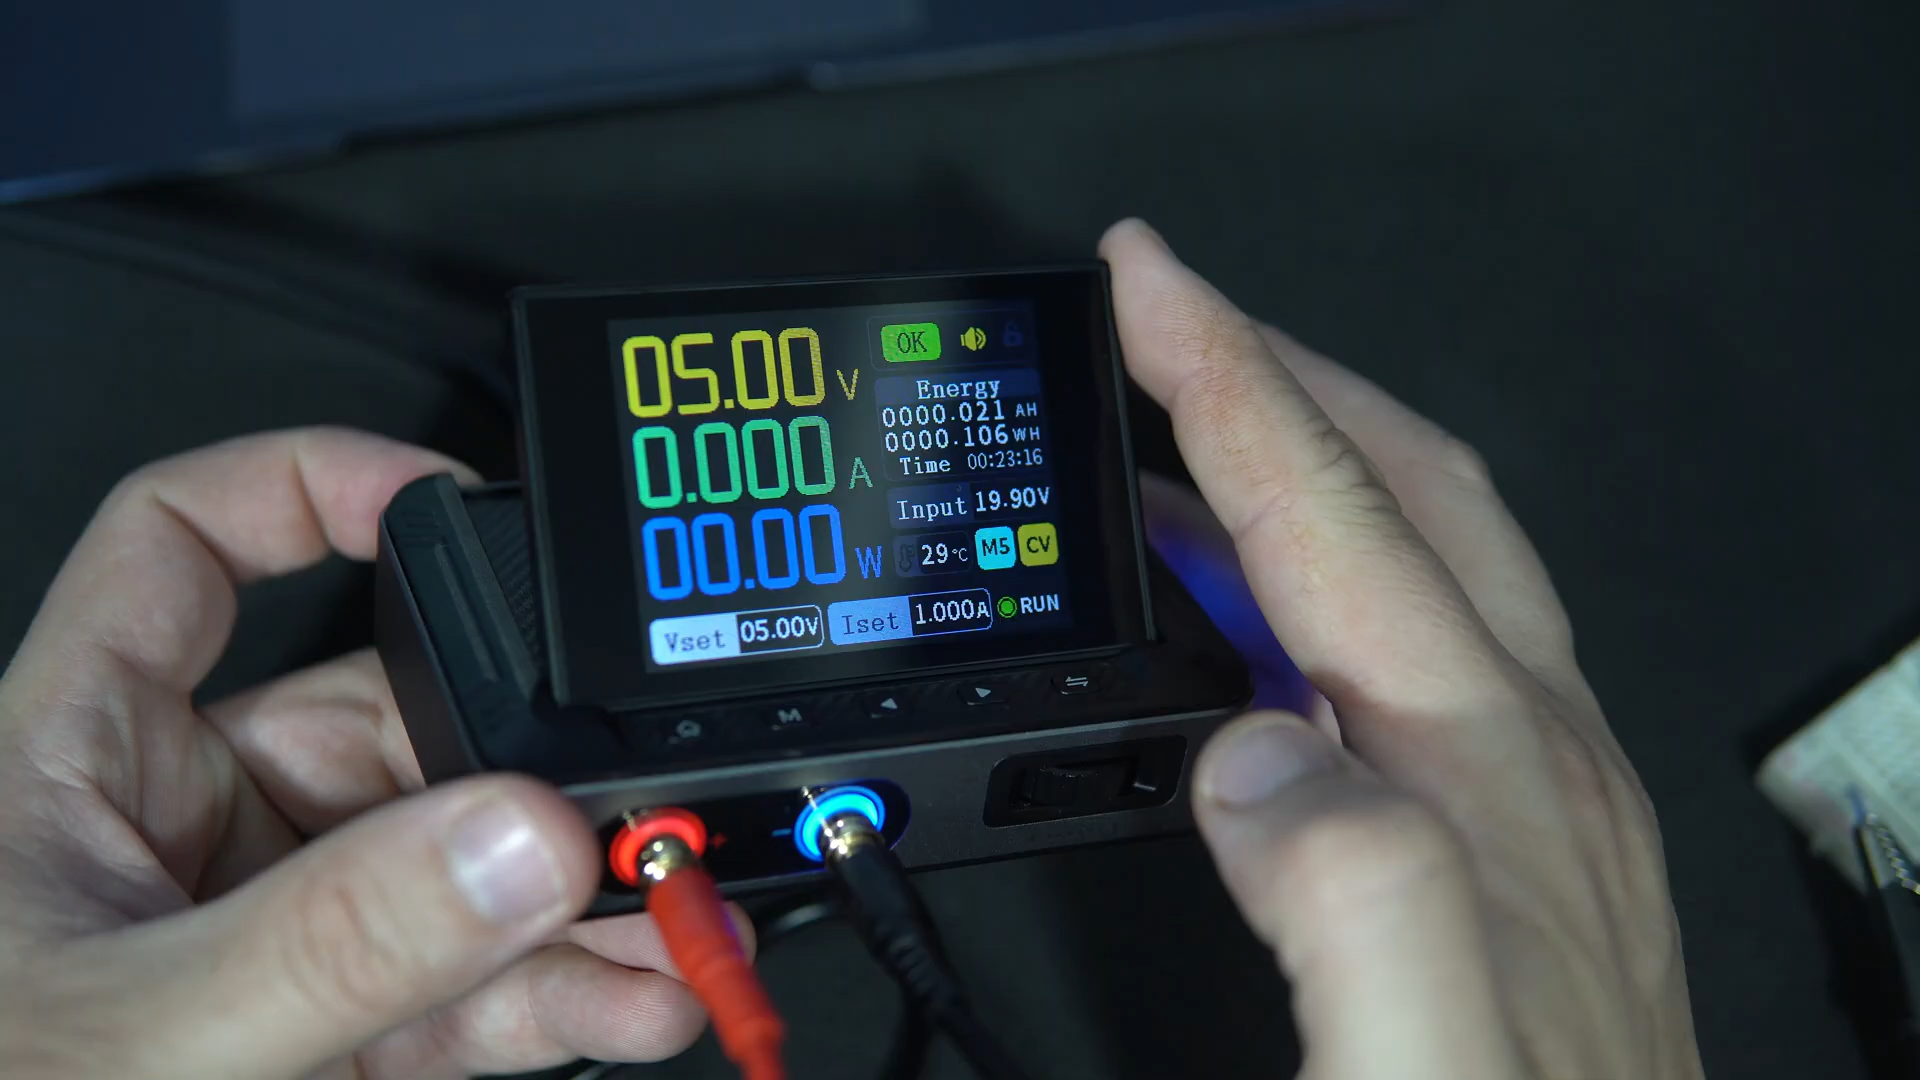 05.00 V
0.000 A
00.00 W
OK
Energy
0000.021 AH
0000.106 WH
Time 00:23:16
Input 19.90V
29°C M5 CV
Vset 05.00V Iset 1.000A RUN
M
+ -